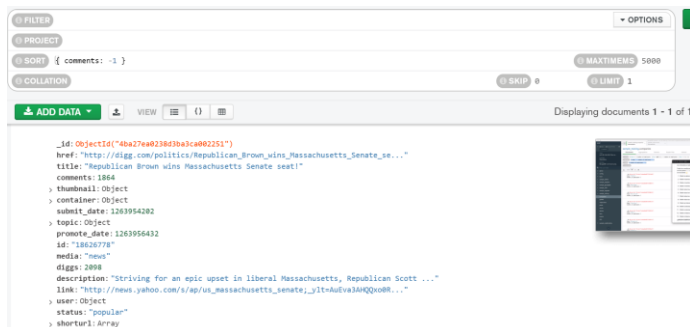 FILTER OPTIONS
PROJECT
SORT { comments: -1 } MAXTIMEMS 5000
COLLATION SKIP 0 LIMIT 1
ADD DATA VIEW {} Displaying documents 1 - 1 of 1
_id: ObjectId("4ba27ea0238d3ba3ca002251")
href: "http://digg.com/politics/Republican_Brown_wins_Massachusetts_Senate_se..."
title: "Republican Brown wins Massachusetts Senate seat!"
comments: 1864
> thumbnail: Object
> container: Object
submit_date: 1263954202
> topic: Object
promote_date: 1263956432
id: "18626778"
media: "news"
diggs: 2098
description: "Striving for an epic upset in liberal Massachusetts, Republican Scott ..."
link: "http://news.yahoo.com/s/ap/us_massachusetts_senate;_ylt=AuEva3AHQQxo0R..."
> user: Object
status: "popular"
> shorturl: Array